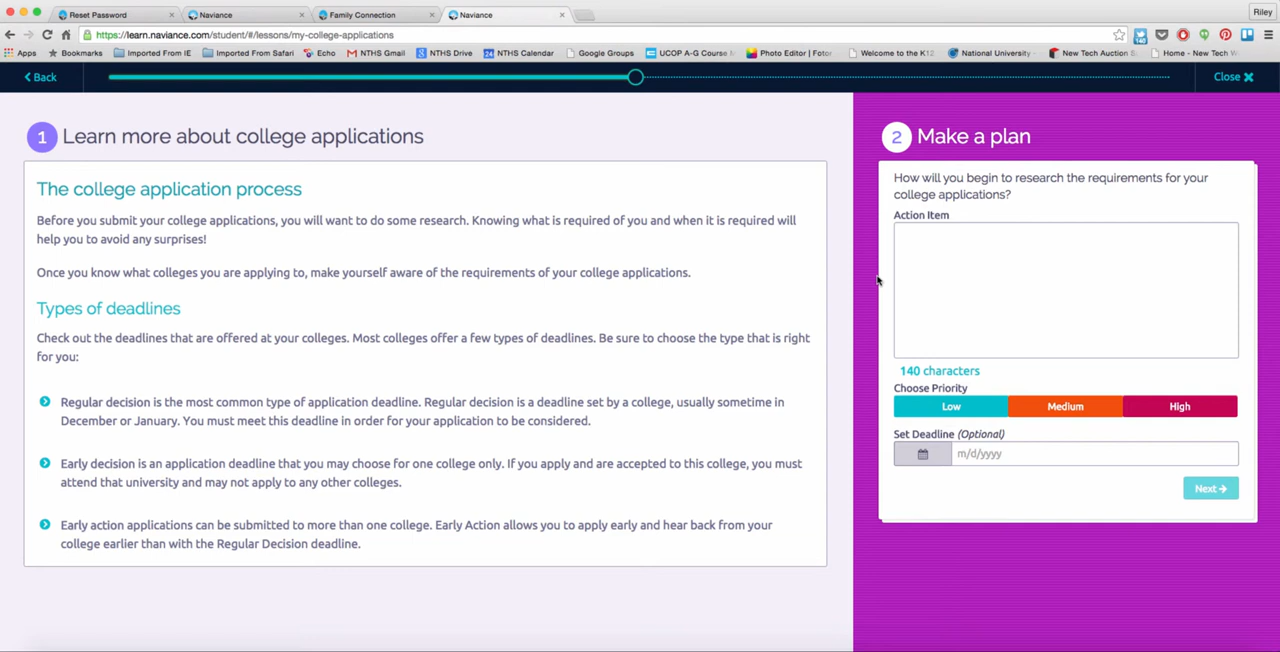 Reset Password
Naviance
Family Connection
Naviance
Riley
https://learn.naviance.com/student/#/lessons/my-college-applications
Apps
Bookmarks
Imported From IE
Imported From Safari
Echo
NTHS Gmail
NTHS Drive
NTHS Calendar
Google Groups
UCOP A-G Course
Photo Editor | Fotor
Welcome to the K12
National University
New Tech Auction
Home - New Tech
Back
Close
1 Learn more about college applications
The college application process
Before you submit your college applications, you will want to do some research. Knowing what is required of you and when it is required will
help you to avoid any surprises!
Once you know what colleges you are applying to, make yourself aware of the requirements of your college applications.
Types of deadlines
Check out the deadlines that are offered at your colleges. Most colleges offer a few types of deadlines. Be sure to choose the type that is right
for you:
Regular decision is the most common type of application deadline. Regular decision is a deadline set by a college, usually sometime in
December or January. You must meet this deadline in order for your application to be considered.
Early decision is an application deadline that you may choose for one college only. If you apply and are accepted to this college, you must
attend that university and may not apply to any other colleges.
Early action applications can be submitted to more than one college. Early Action allows you to apply early and hear back from your
college earlier than with the Regular Decision deadline.
2 Make a plan
How will you begin to research the requirements for your
college applications?
Action Item
140 characters
Choose Priority
Low
Medium
High
Set Deadline (Optional)
m/d/yyyy
Next